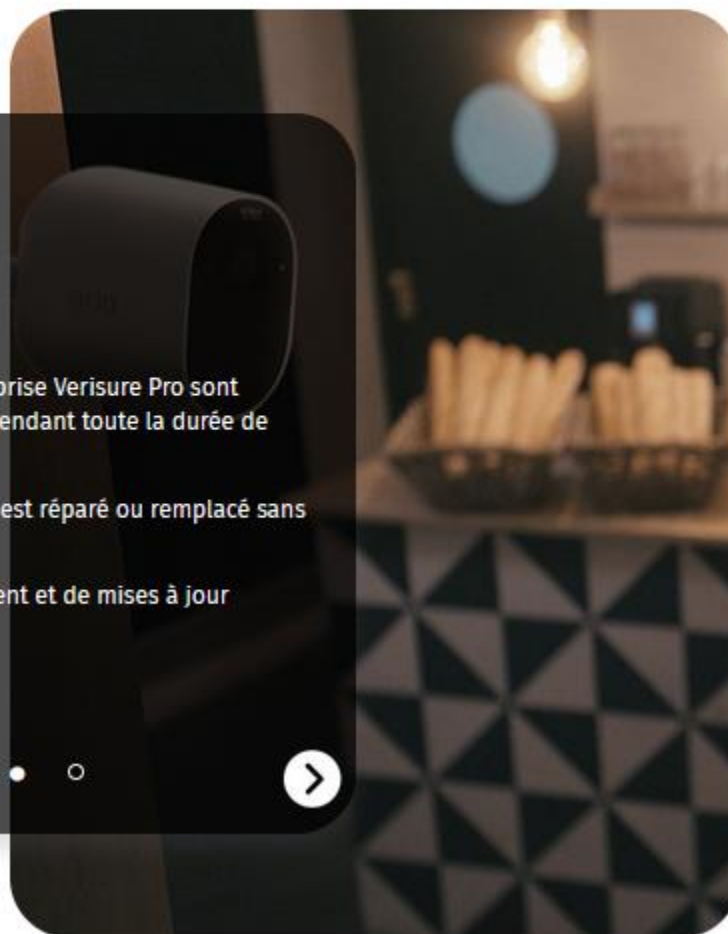 prise Verisure Pro sont
endant toute la durée de
est réparé ou remplacé sans
ent et de mises à jour